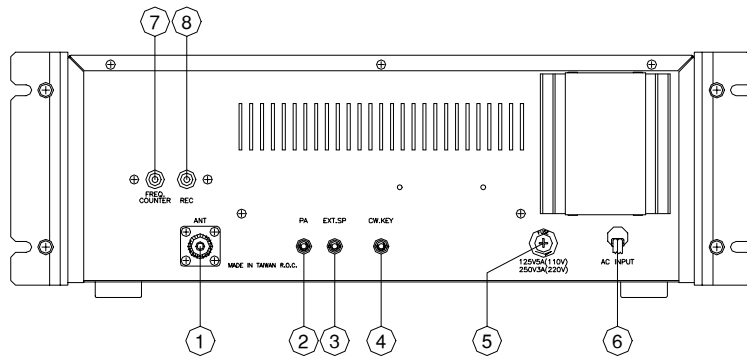 7 8
FREQ.
COUNTER REC
ANT PA EXT.SP CW.KEY
MADE IN TAIWAN R.O.C.
125V5A(110V) AC INPUT
250V3A(220V)
1 2 3 4 5 6